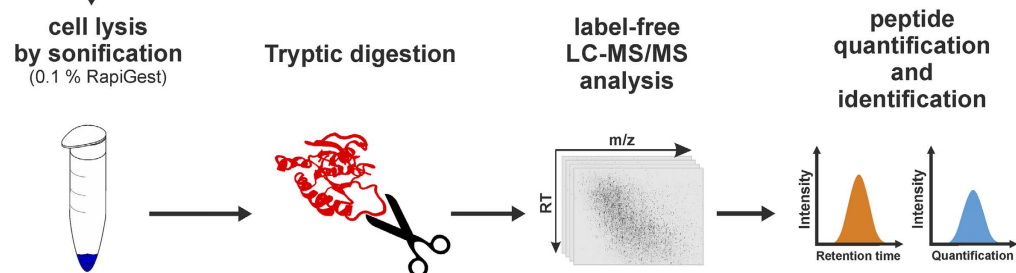 cell lysis
by sonification
(0.1 % RapiGest)
Tryptic digestion
label-free
LC-MS/MS
analysis
peptide
quantification
and
identification
m/z
RT
Intensity
Retention time
Intensity
Quantification